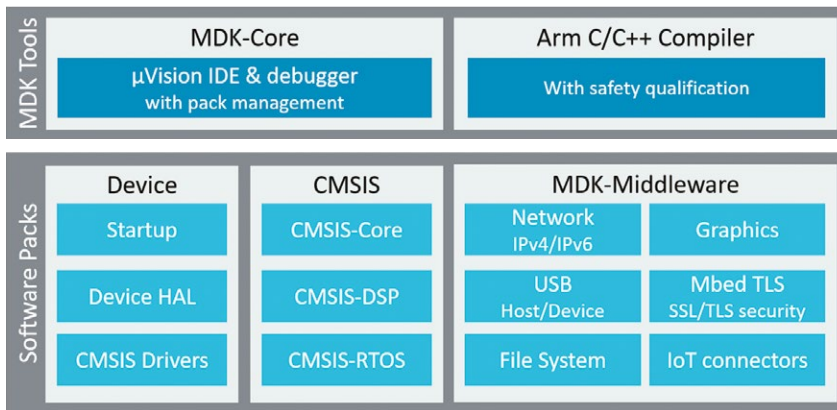 MDK Tools
MDK-Core
μVision IDE & debugger
with pack management
Arm C/C++ Compiler
With safety qualification
Software Packs
Device
Startup
Device HAL
CMSIS Drivers
CMSIS
CMSIS-Core
CMSIS-DSP
CMSIS-RTOS
MDK-Middleware
Network
IPv4/IPv6
Graphics
USB
Host/Device
Mbed TLS
SSL/TLS security
File System
IoT connectors